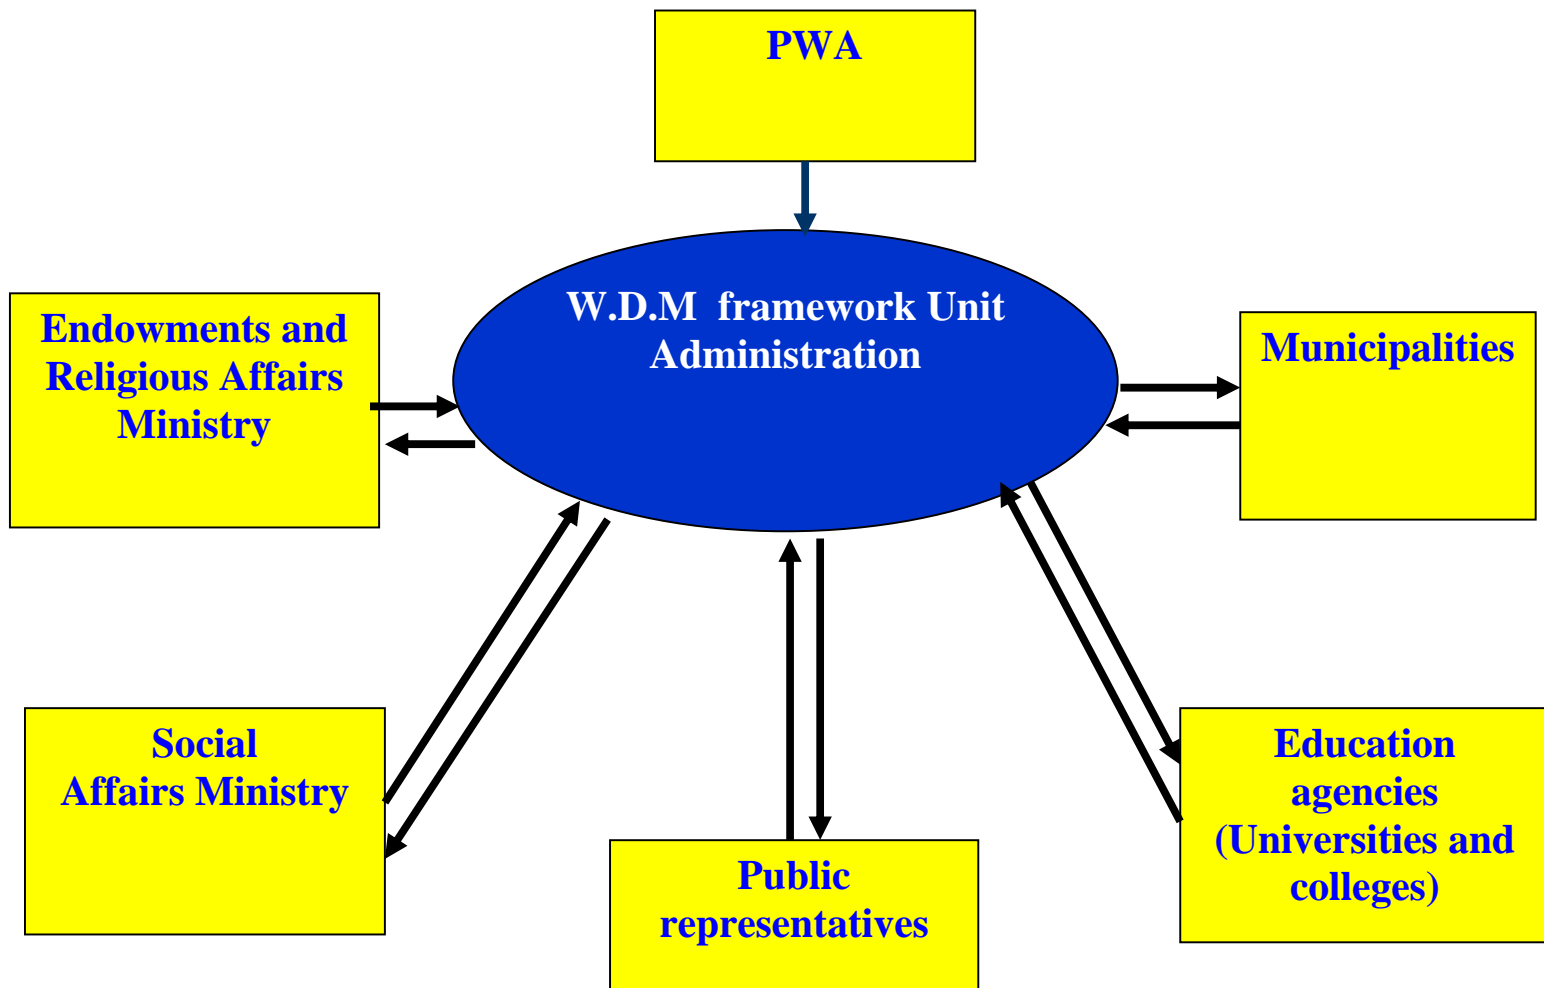 PWA
W.D.M framework Unit
Administration
Endowments and
Religious Affairs
Ministry
Municipalities
Social
Affairs Ministry
Public
representatives
Education
agencies
(Universities and
colleges)